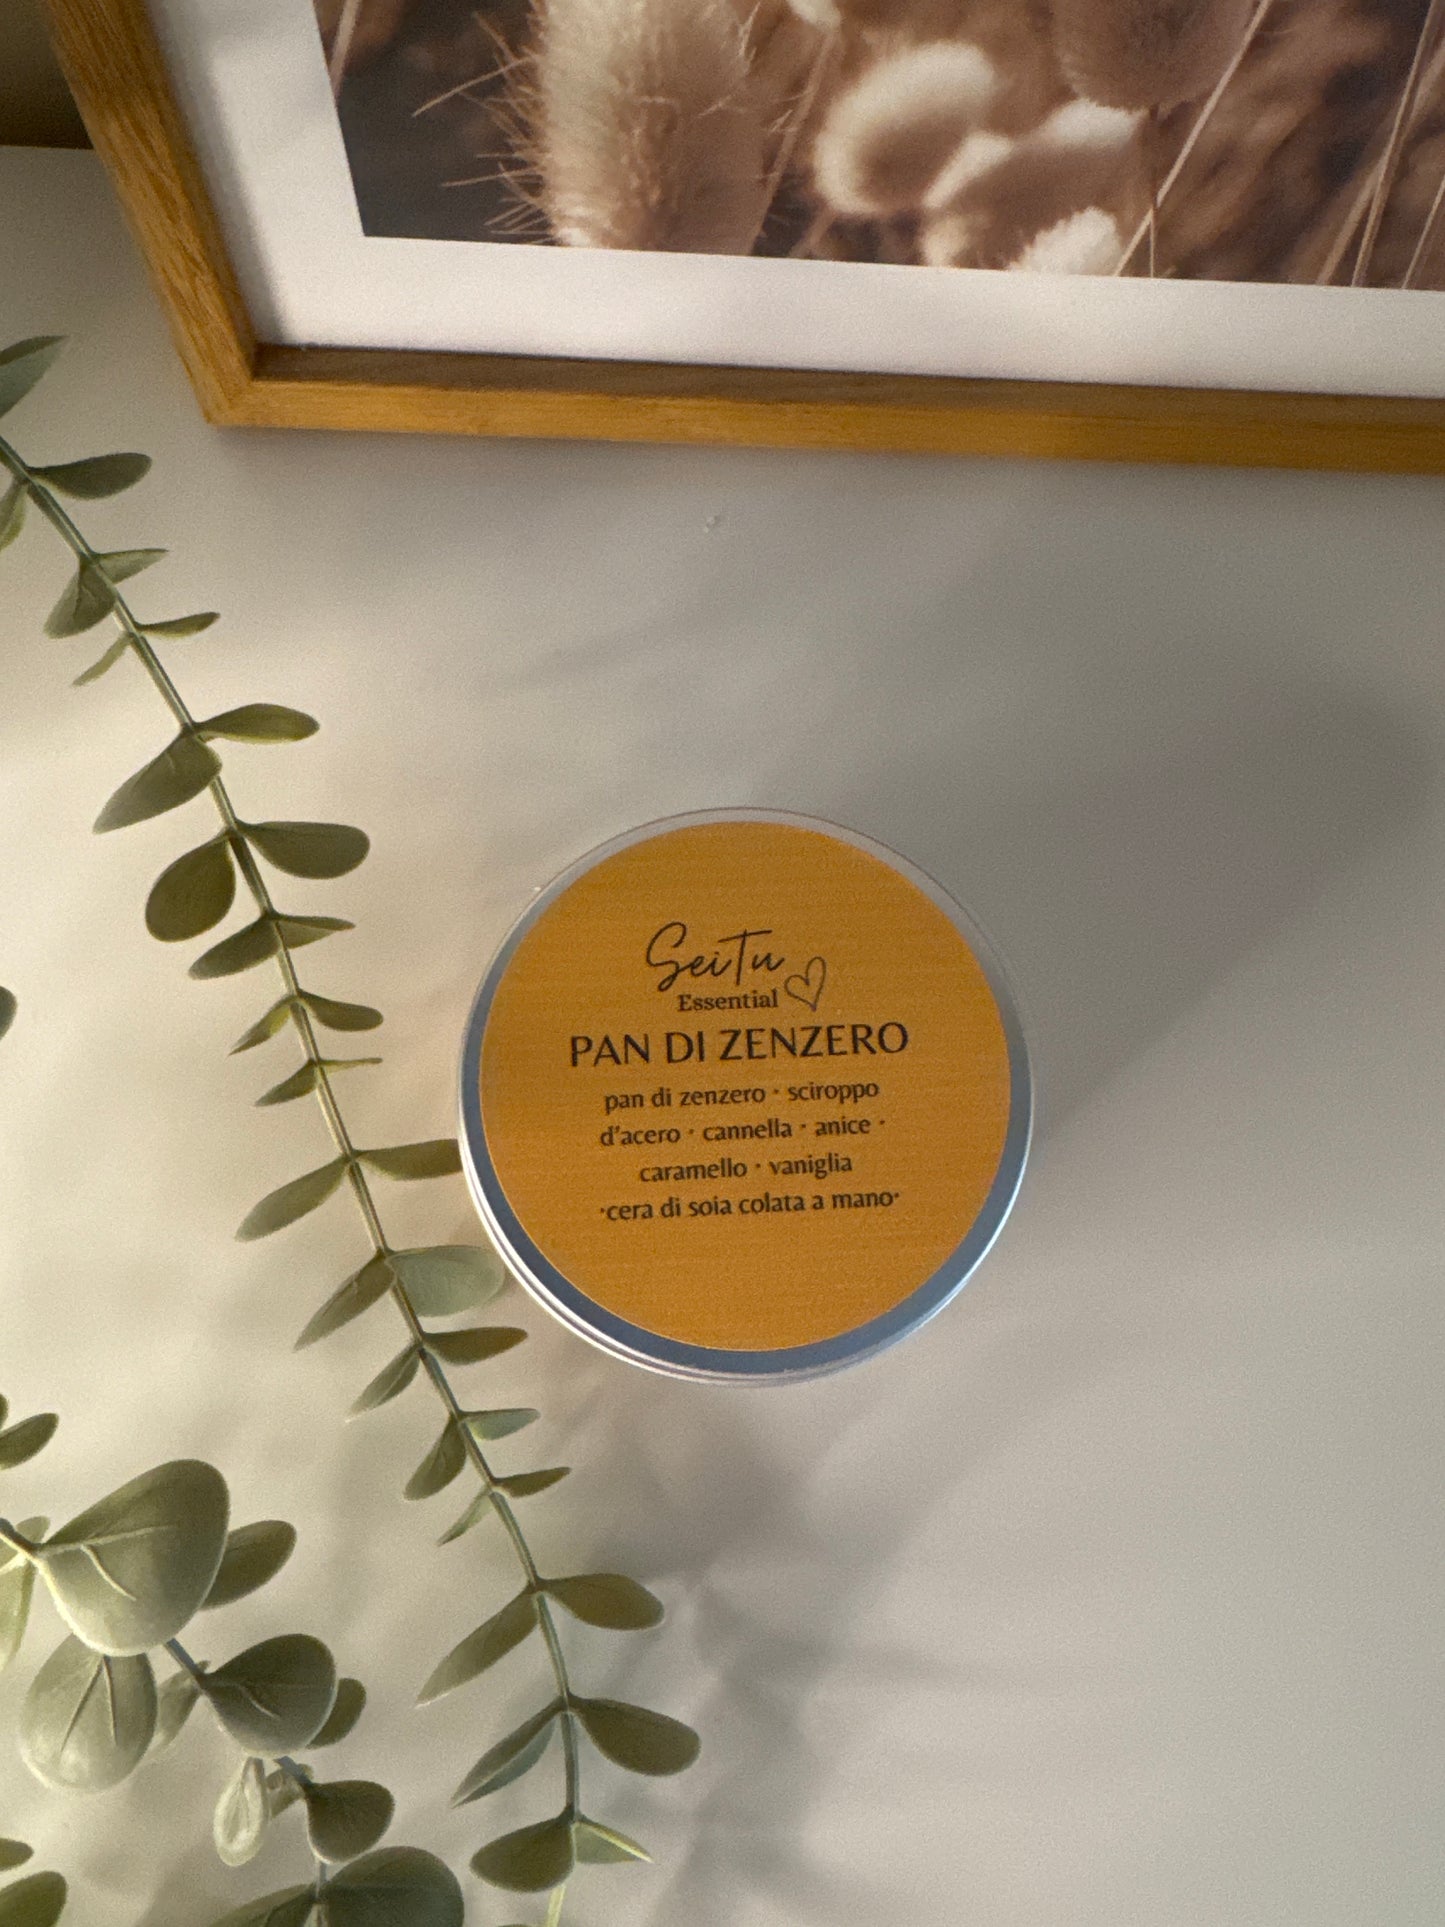 SeiTu
Essential
PAN DI ZENZERO
pan di zenzero · sciroppo
d'acero · cannella · anice ·
caramello · vaniglia
·cera di soia colata a mano·